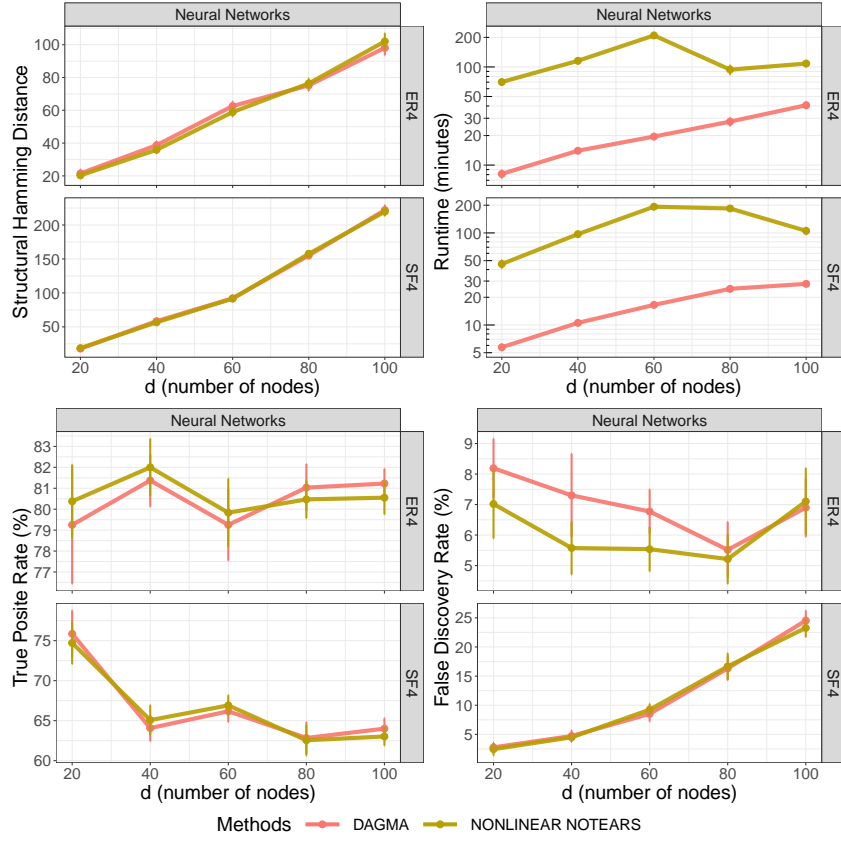 Neural Networks
Neural Networks
Structural Hamming Distance
100
80
60
40
20
ER4
200
150
100
50
SF4
20 40 60 80 100
d (number of nodes)
Runtime (minutes)
200
100
50
30
20
10
ER4
200
100
50
30
20
10
5
SF4
20 40 60 80 100
d (number of nodes)
Neural Networks
Neural Networks
True Posite Rate (%)
83
82
81
80
79
78
77
ER4
75
70
65
60
SF4
20 40 60 80 100
d (number of nodes)
False Discovery Rate (%)
9
8
7
6
5
ER4
25
20
15
10
5
SF4
20 40 60 80 100
d (number of nodes)
Methods DAGMA NONLINEAR NOTEARS